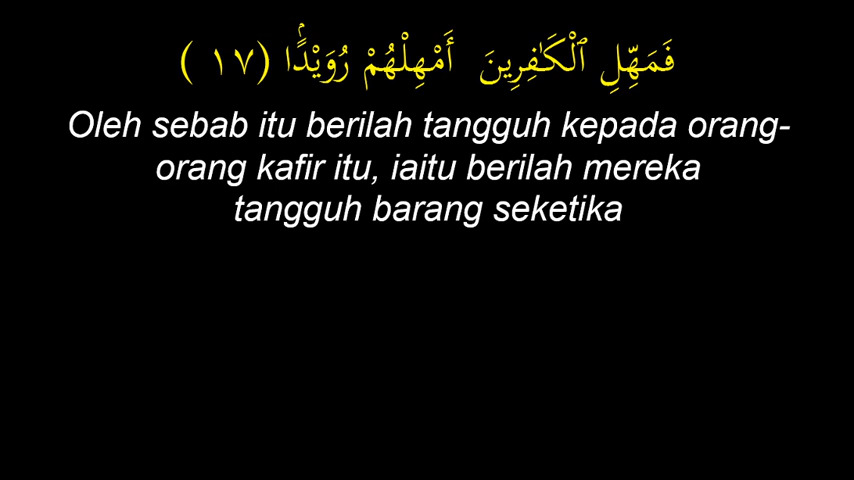 فَمَهِّلِ ٱلْكَـٰفِرِينَ أَمْهِلْهُمْ رُوَيْدًۢا (١٧ )
Oleh sebab itu berilah tangguh kepada orang-
orang kafir itu, iaitu berilah mereka
tangguh barang seketika